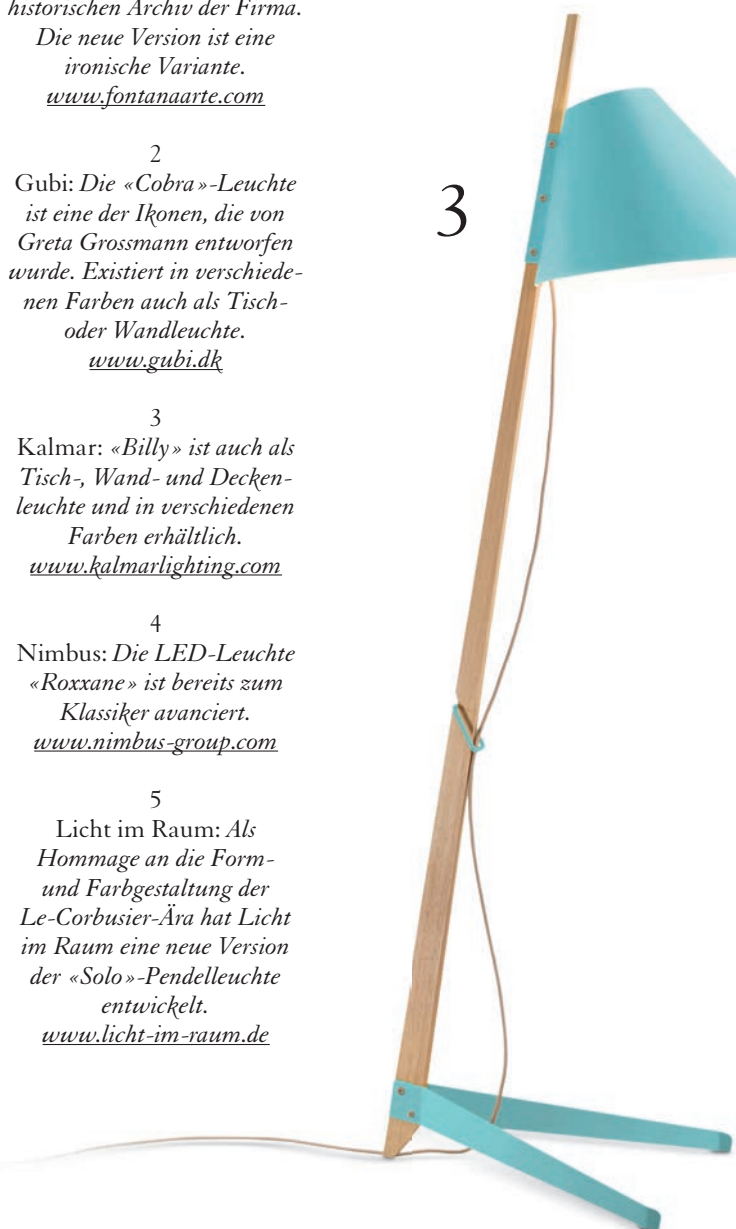 historischen Archiv der Firma.
Die neue Version ist eine
ironische Variante.
www.fontanaarte.com
2
Gubi: Die «Cobra»-Leuchte
ist eine der Ikonen, die von
Greta Grossmann entworfen
wurde. Existiert in verschiede-
nen Farben auch als Tisch-
oder Wandleuchte.
www.gubi.dk
3
Kalmar: «Billy» ist auch als
Tisch-, Wand- und Decken-
leuchte und in verschiedenen
Farben erhältlich.
www.kalmarlighting.com
4
Nimbus: Die LED-Leuchte
«Roxxane» ist bereits zum
Klassiker avanciert.
www.nimbus-group.com
5
Licht im Raum: Als
Hommage an die Form-
und Farbgestaltung der
Le-Corbusier-Ära hat Licht
im Raum eine neue Version
der «Solo»-Pendelleuchte
entwickelt.
www.licht-im-raum.de
3